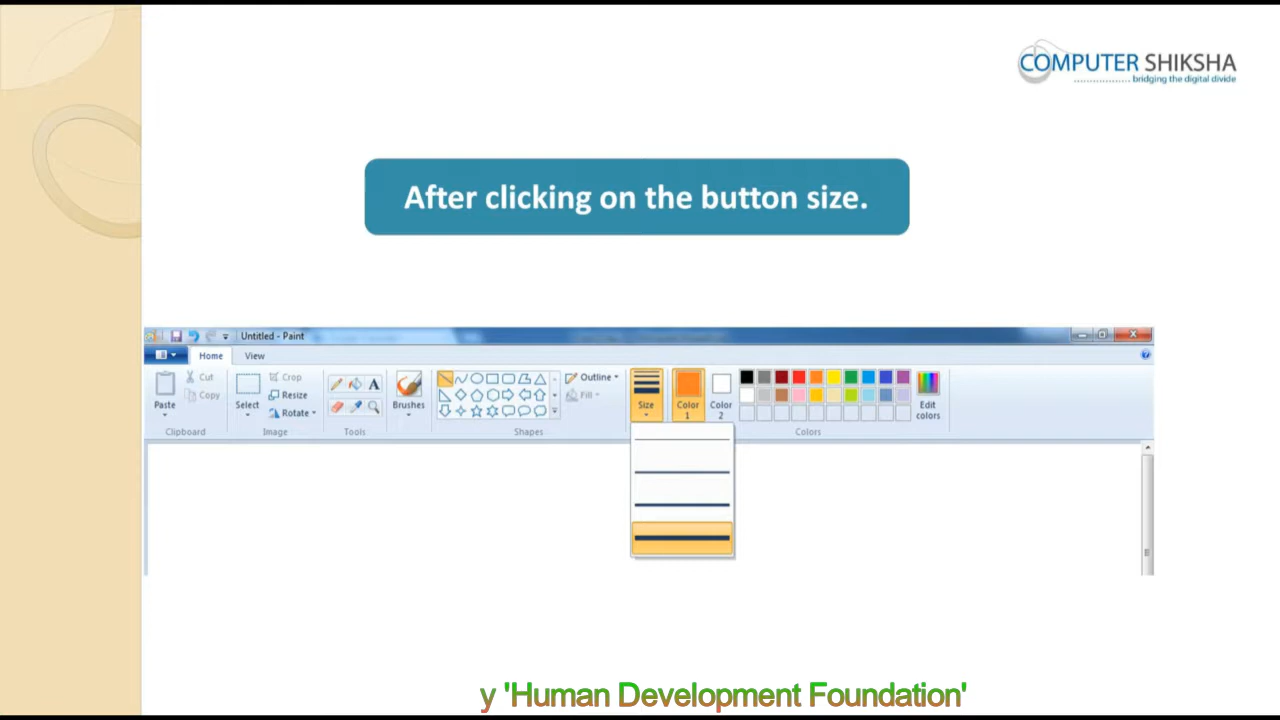 COMPUTER SHIKSHA
bridging the digital divide
After clicking on the button size.
Untitled - Paint
Home View
Cut
Copy
Paste
Clipboard
Crop
Resize
Rotate
Select
Image
A
Tools
Brushes
Outline
Fill
Shapes
Size
Color 1
Color 2
Edit colors
Colors
y 'Human Development Foundation'